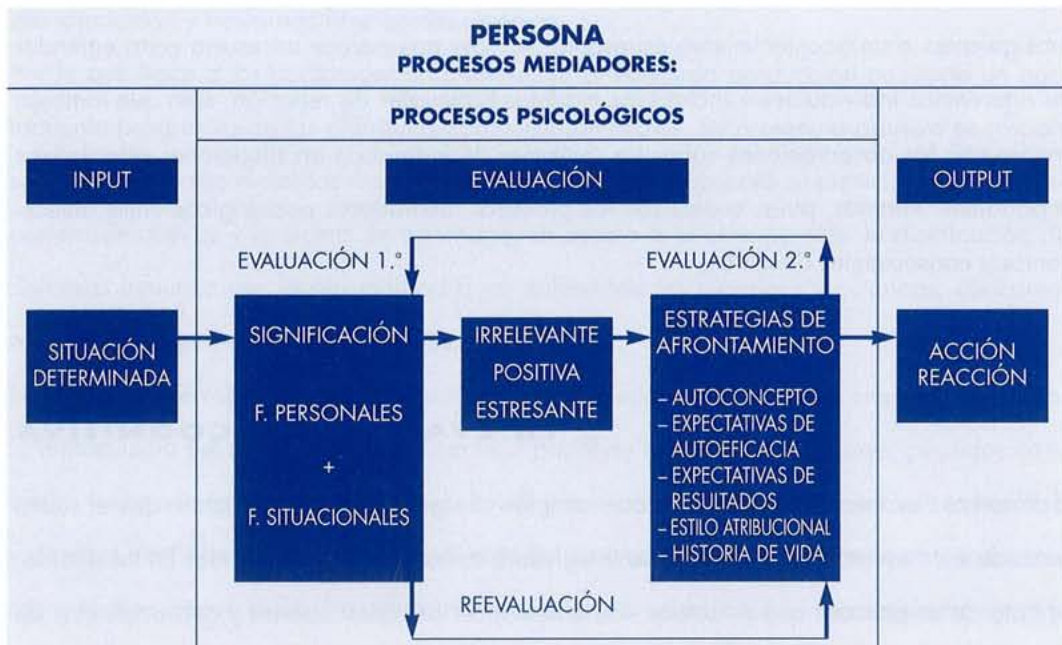 PERSONA
PROCESOS MEDIADORES:
PROCESOS PSICOLÓGICOS
INPUT
EVALUACIÓN
OUTPUT
EVALUACIÓN 1.ª
EVALUACIÓN 2.ª
SITUACIÓN
DETERMINADA
SIGNIFICACIÓN
F. PERSONALES
+
F. SITUACIONALES
IRRELEVANTE
POSITIVA
ESTRESANTE
ESTRATEGIAS DE
AFRONTAMIENTO
– AUTOCONCEPTO
– EXPECTATIVAS DE
AUTOEFICACIA
– EXPECTATIVAS DE
RESULTADOS
– ESTILO ATRIBUCIONAL
– HISTORIA DE VIDA
ACCIÓN
REACCIÓN
REEVALUACIÓN